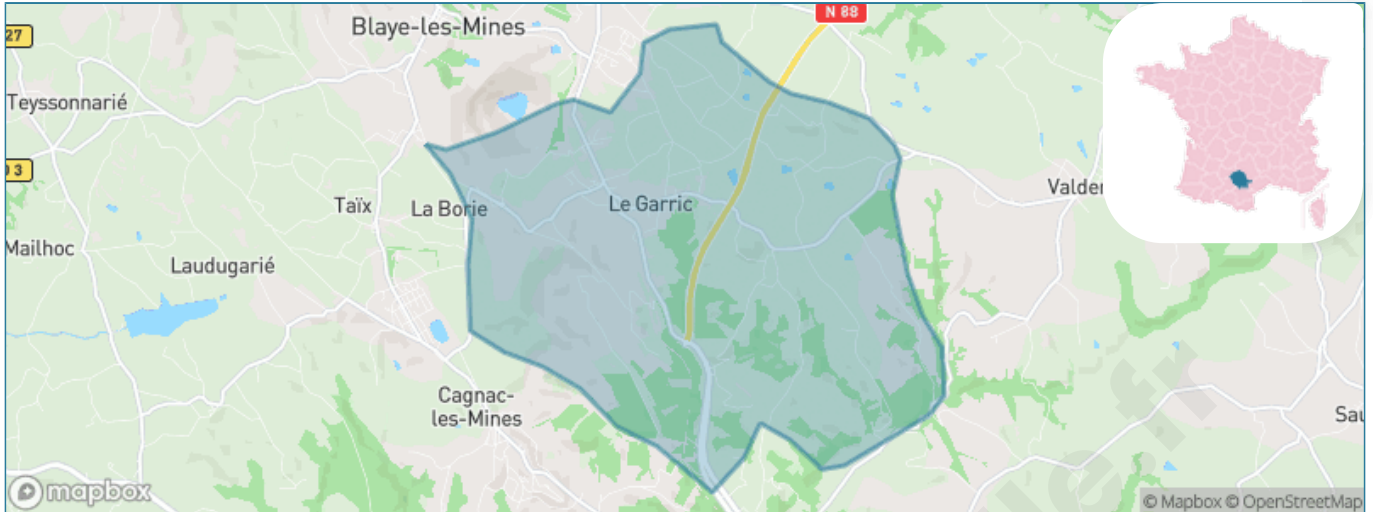 N 88
Blaye-les-Mines
27
Teyssonnarié
D 3
Taïx
La Borie
Le Garric
Valder
Mailhoc
Laudugarié
Cagnac-
les-Mines
Sau
mapbox
© Mapbox © OpenStreetMap